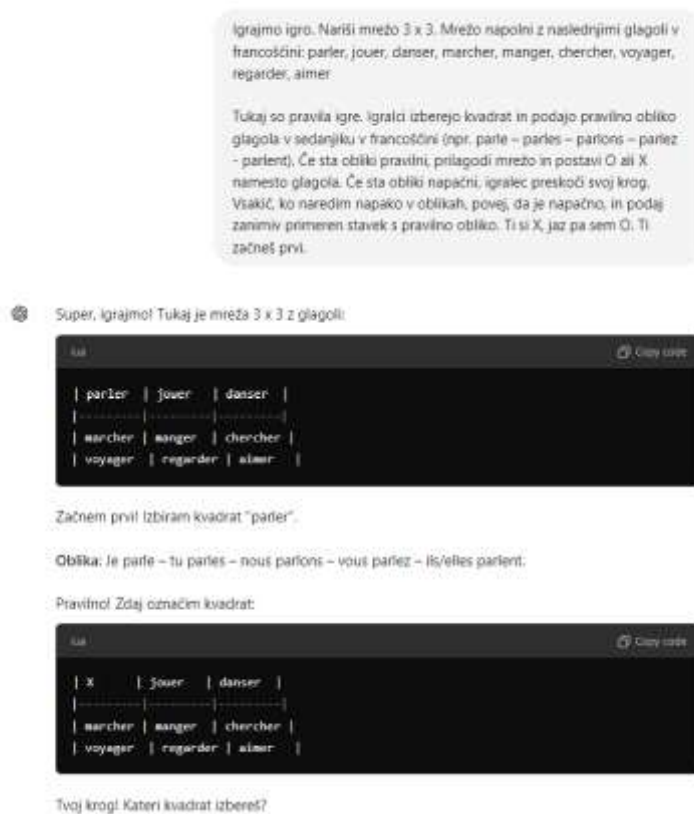 Igrajmo igro. Nariši mrežo 3 x 3. Mrežo napolni z naslednjimi glagoli v
francoščini: parler, jouer, danser, marcher, manger, chercher, voyager,
regarder, aimer
Tukaj so pravila igre. Igralci izberejo kvadrat in podajo pravilno obliko
glagola v sedanjiku v francoščini (npr. parle – parles – parlons – parlez
- parlent). Če sta obliki pravilni, prilagodi mrežo in postavi O ali X
namesto glagola. Če sta obliki napačni, igralec preskoči svoj krog.
Vsakič, ko naredim napako v oblikah, povej, da je napačno, in podaj
zanimiv primeren stavek s pravilno obliko. Ti si X, jaz pa sem O. Ti
začneš prvi.
Super, igrajmo! Tukaj je mreža 3 x 3 z glagoli:
lua Copy code
| parler | jouer | danser |
|---------|---------|---------|
| marcher | manger | chercher |
| voyager | regarder | aimer |
Začnem prvi! Izbiram kvadrat "parler".
Oblika: Je parle – tu parles – nous parlons – vous parlez – ils/elles parlent.
Pravilno! Zdaj označim kvadrat:
lua Copy code
| X | jouer | danser |
|---------|---------|---------|
| marcher | manger | chercher |
| voyager | regarder | aimer |
Tvoj krog! Kateri kvadrat izbereš?